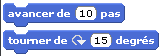 avancer de 10 pas
tourner de 15 degrés